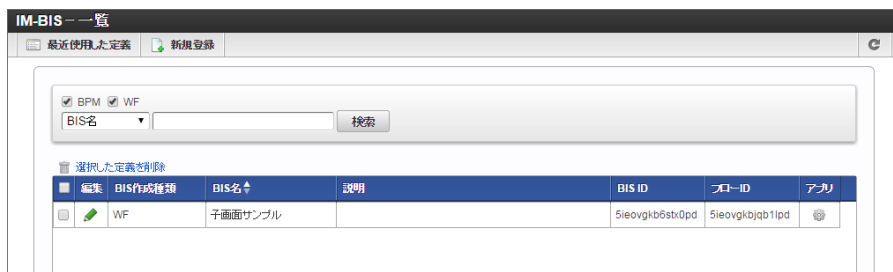 IM-BIS－一覧
最近使用した定義 新規登録
BPM WF
BIS名 検索
選択した定義を削除
編集 BIS作成種類 BIS名 説明 BIS ID フローID アプリ
WF 子画面サンプル 5ieovgkb6stx0pd 5ieovgkbjqb1lpd